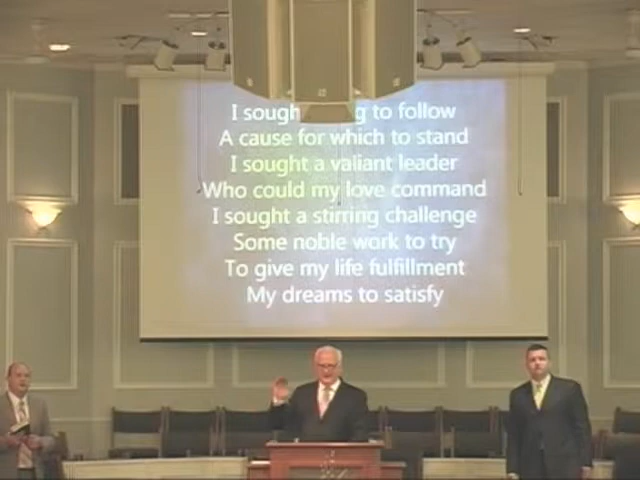 I sough g to follow
A cause for which to stand
I sought a valiant leader
Who could my love command
I sought a stirring challenge
Some noble work to try
To give my life fulfillment
My dreams to satisfy